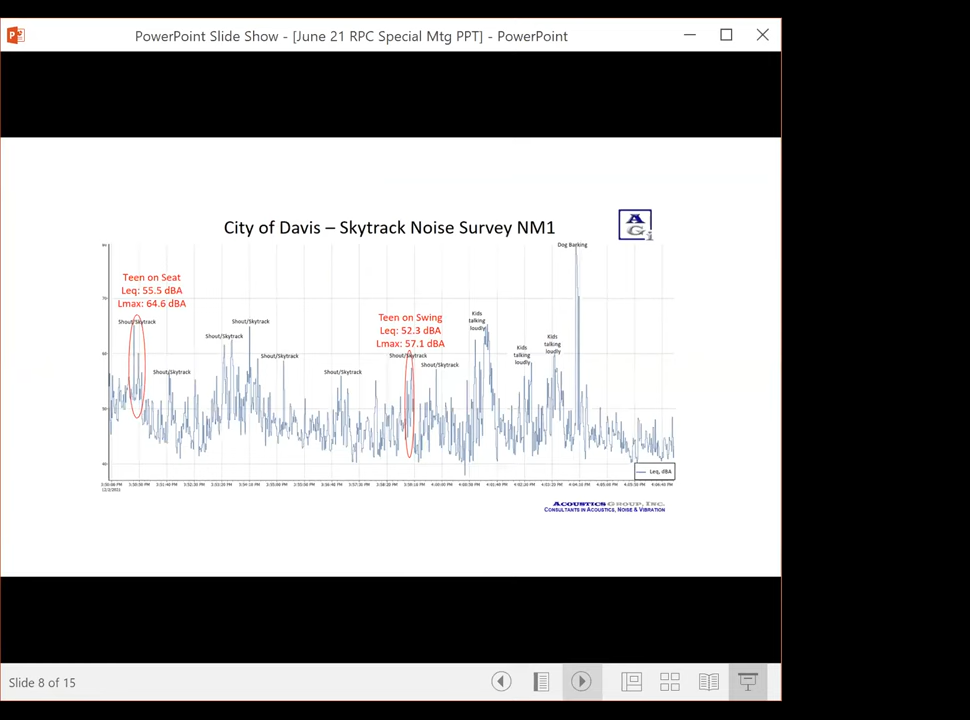 PowerPoint Slide Show - [June 21 RPC Special Mtg PPT] - PowerPoint
City of Davis – Skytrack Noise Survey NM1
A
G i
Dog Barking
Teen on Seat
Leq: 55.5 dBA
Lmax: 64.6 dBA
Shout/Skytrack
Shout/Skytrack
Shout/Skytrack
Shout/Skytrack
Shout/Skytrack
Shout/Skytrack
Teen on Swing
Leq: 52.3 dBA
Lmax: 57.1 dBA
Shout/Skytrack
Shout/Skytrack
Kids
talking
loudly
Kids
talking
loudly
Kids
talking
loudly
Leq, dBA
ACOUSTICS GROUP, INC.
CONSULTANTS IN ACOUSTICS, NOISE & VIBRATION
Slide 8 of 15